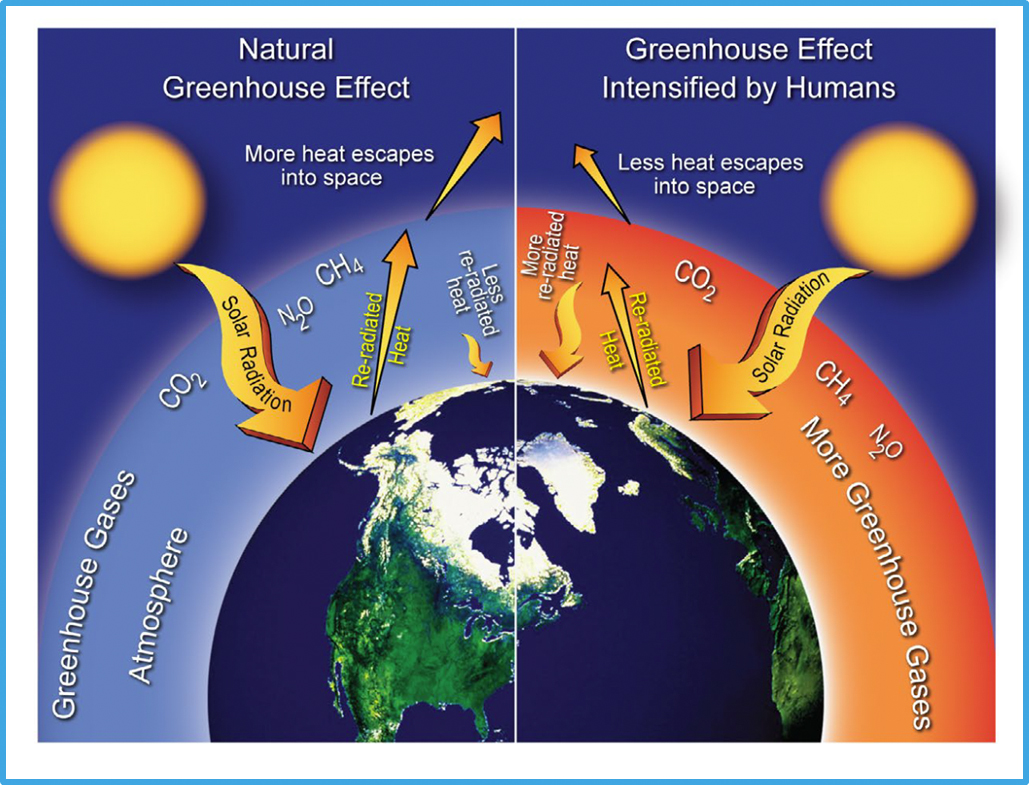 Natural
Greenhouse Effect
More heat escapes
into space
CH₄
N₂O
CO₂
Solar Radiation
Re-radiated
Heat
Less
re-radiated
heat
Greenhouse Gases
Atmosphere
Greenhouse Effect
Intensified by Humans
Less heat escapes
into space
More
re-radiated
heat
CO₂
Re-radiated
Heat
Solar Radiation
CH₄
N₂O
More Greenhouse Gases